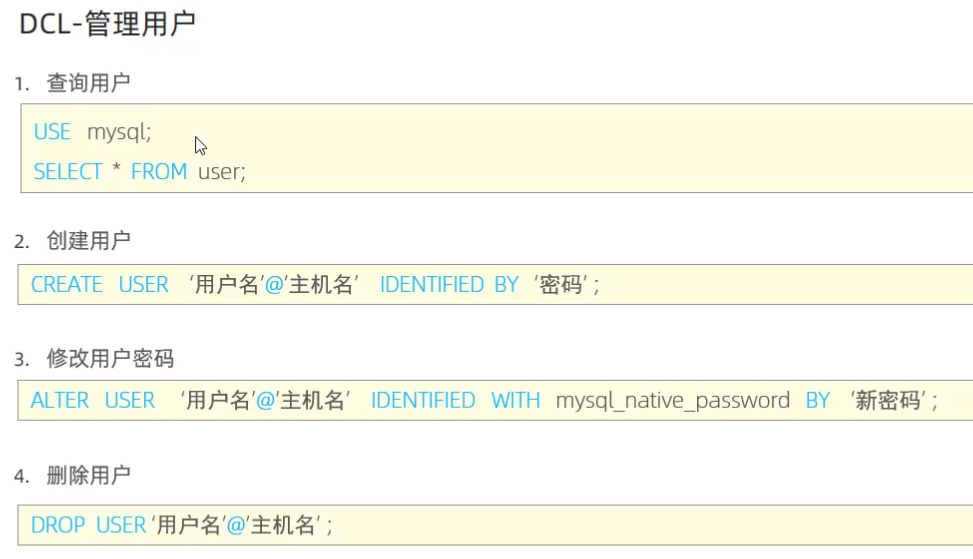 DCL-管理用户
1. 查询用户
USE mysql;
SELECT * FROM user;
2. 创建用户
CREATE USER ‘用户名’@’主机名’ IDENTIFIED BY ‘密码’ ;
3. 修改用户密码
ALTER USER ‘用户名’@’主机名’ IDENTIFIED WITH mysql_native_password BY ‘新密码’ ;
4. 删除用户
DROP USER ‘用户名’@’主机名’ ;